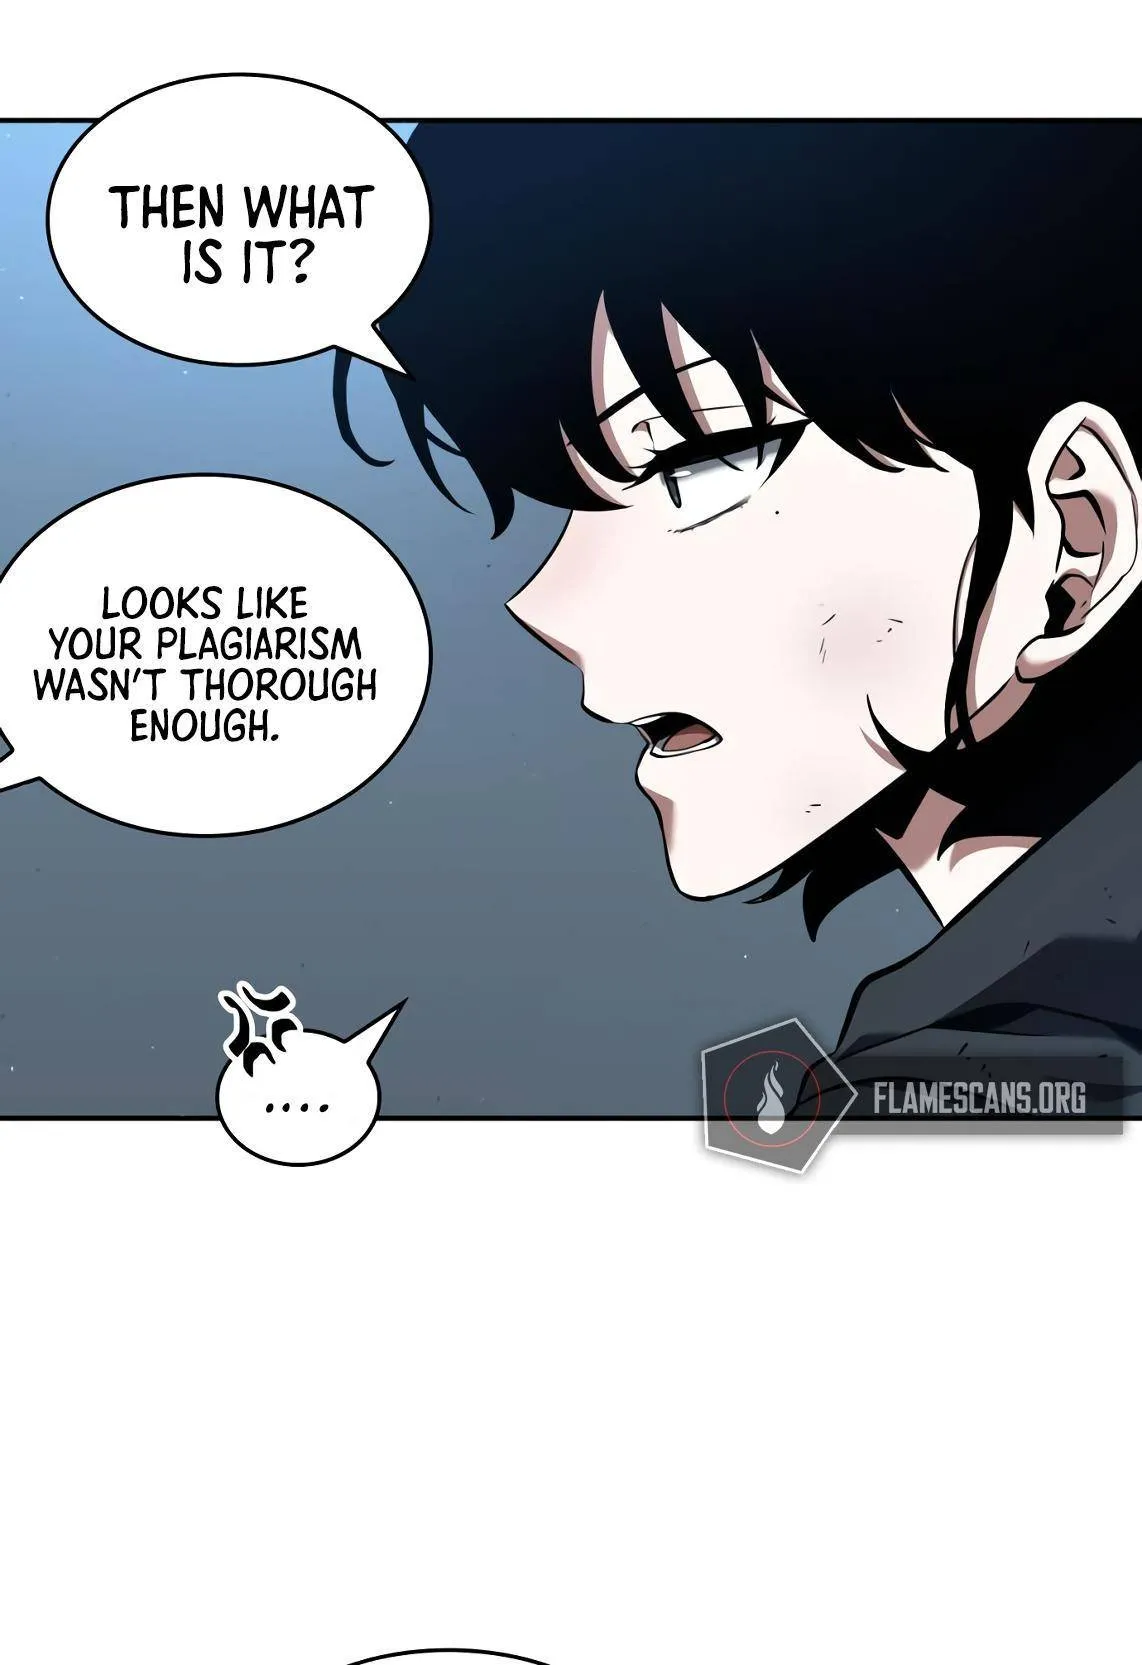 THEN WHAT
IS IT?
LOOKS LIKE
YOUR PLAGIARISM
WASN'T THOROUGH
ENOUGH.
....
FLAMESCANS.ORG